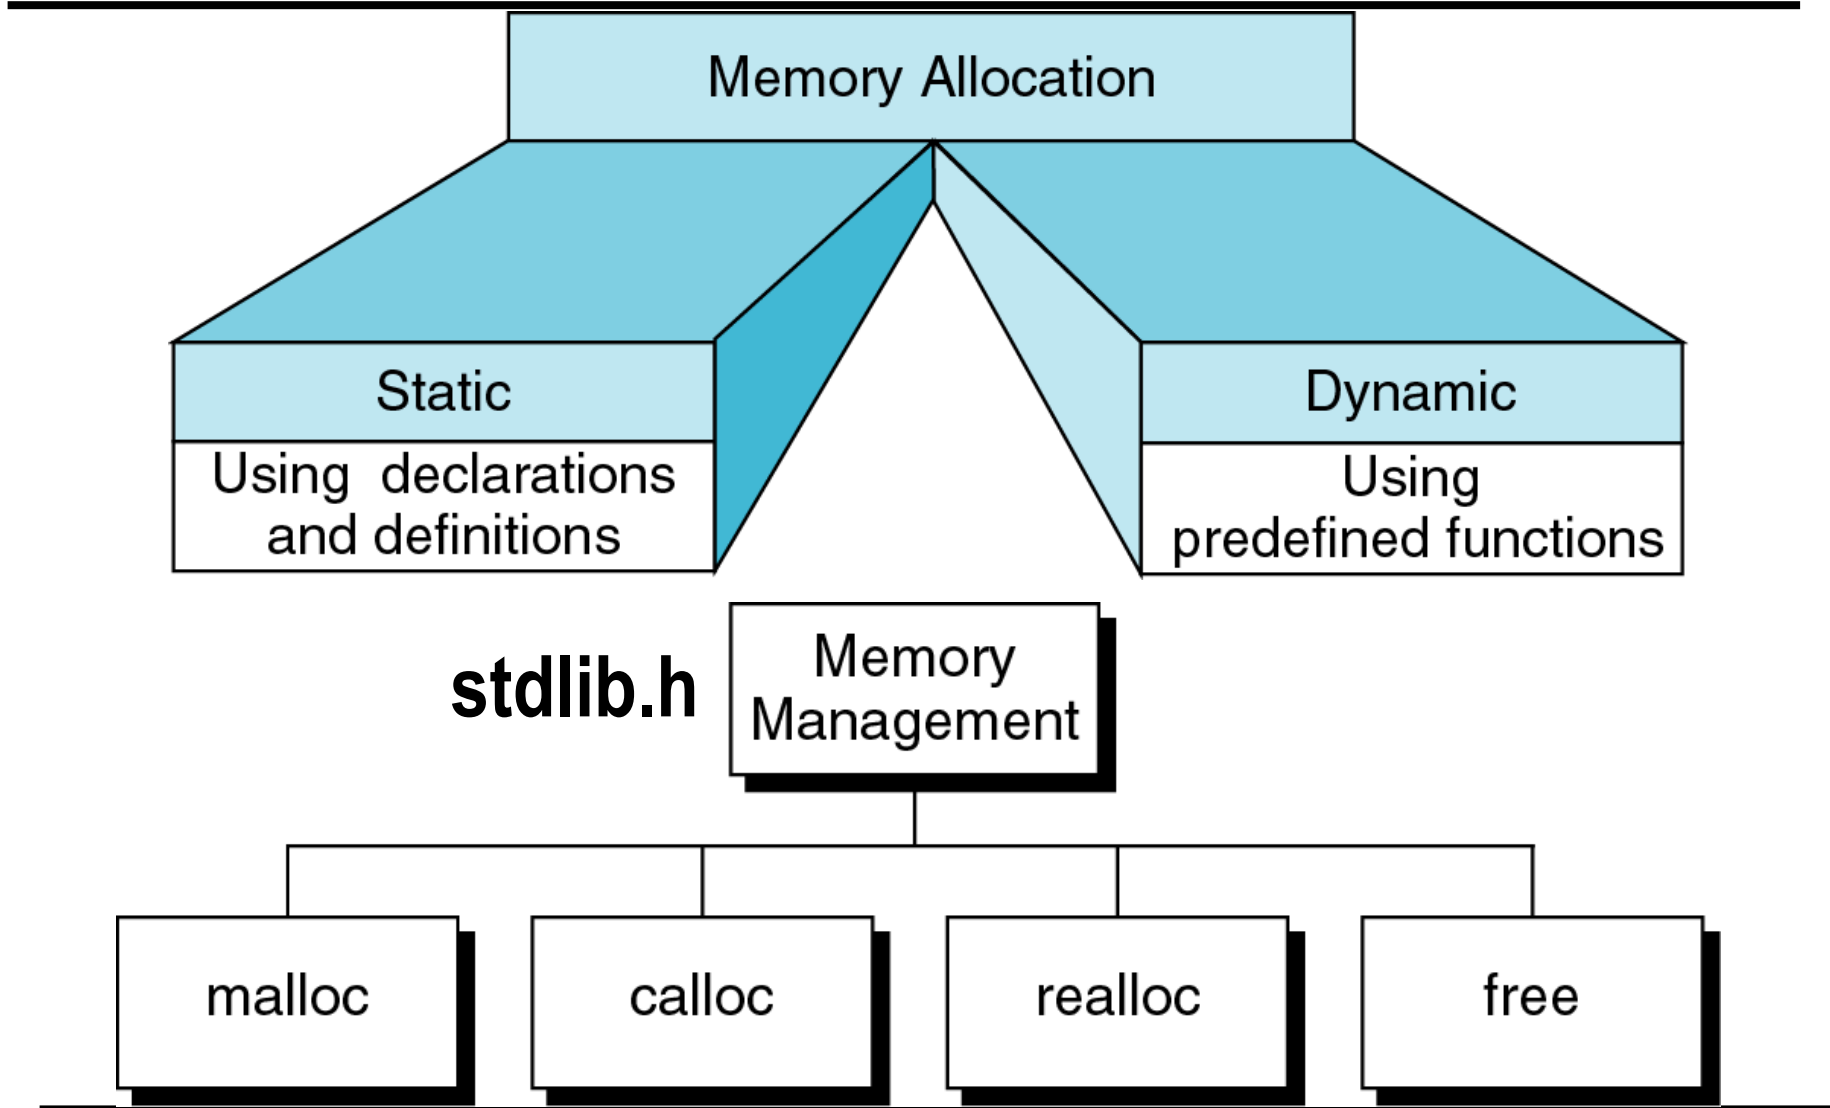 Memory Allocation
Static
Using declarations
and definitions
Dynamic
Using
predefined functions
stdlib.h
Memory
Management
malloc
calloc
realloc
free